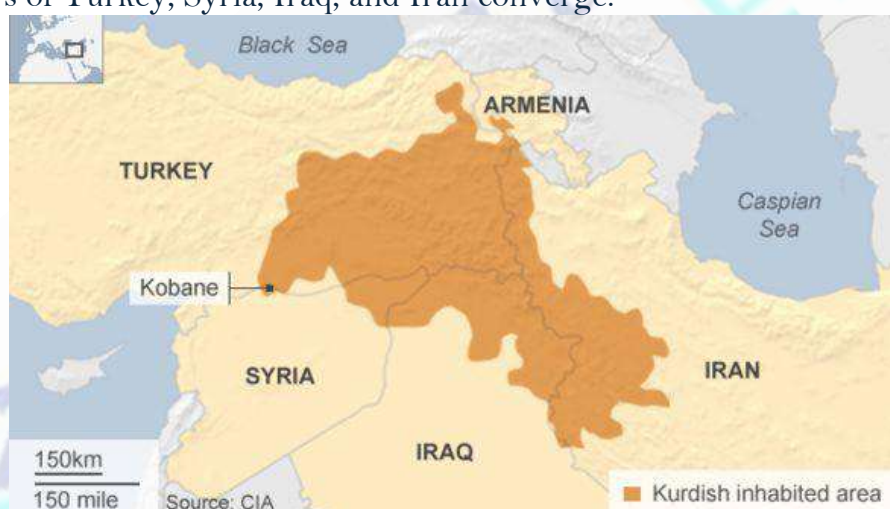 s of Turkey, Syria, Iraq, and Iran converge.
Black Sea
ARMENIA
TURKEY
Caspian
Sea
Kobane
SYRIA
IRAN
IRAQ
150km
150 mile
Source: CIA
Kurdish inhabited area